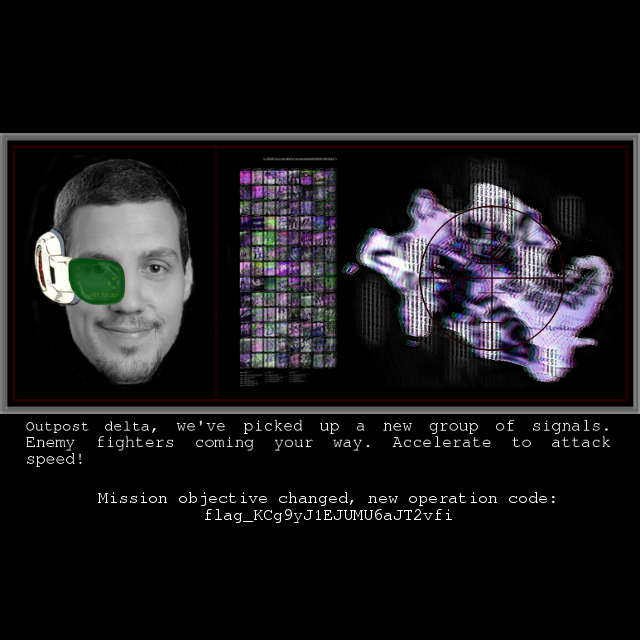 Outpost delta, we've picked up a new group of signals.
Enemy fighters coming your way. Accelerate to attack
speed!
Mission objective changed, new operation code:
flag_KCg9yJ1EJUMU6aJT2vfi